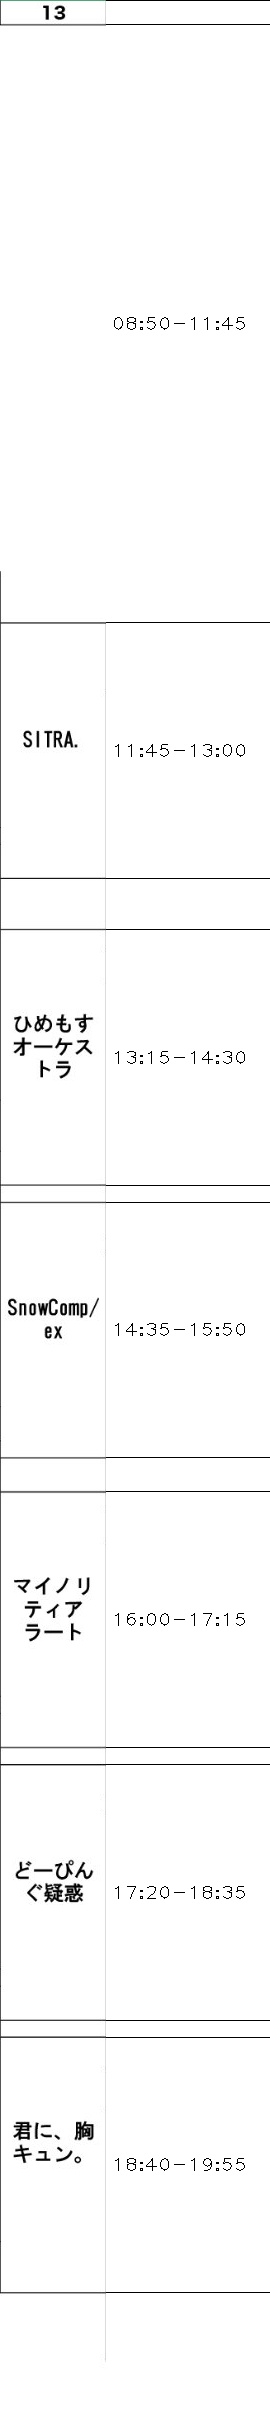 13
08:50-11:45
SITRA.
11:45-13:00
ひめもす
オーケス
トラ
13:15-14:30
SnowComp/
ex
14:35-15:50
マイノリ
ティア
ラート
16:00-17:15
どーぴん
ぐ疑惑
17:20-18:35
君に、胸
キュン。
18:40-19:55